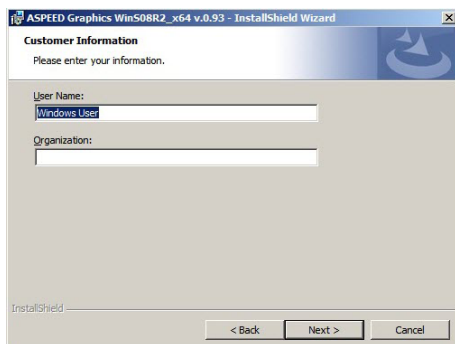 ASPEED Graphics WinS08R2_x64 v.0.93 - InstallShield Wizard
Customer Information
Please enter your information.
User Name:
Windows User
Organization:
InstallShield
< Back Next > Cancel